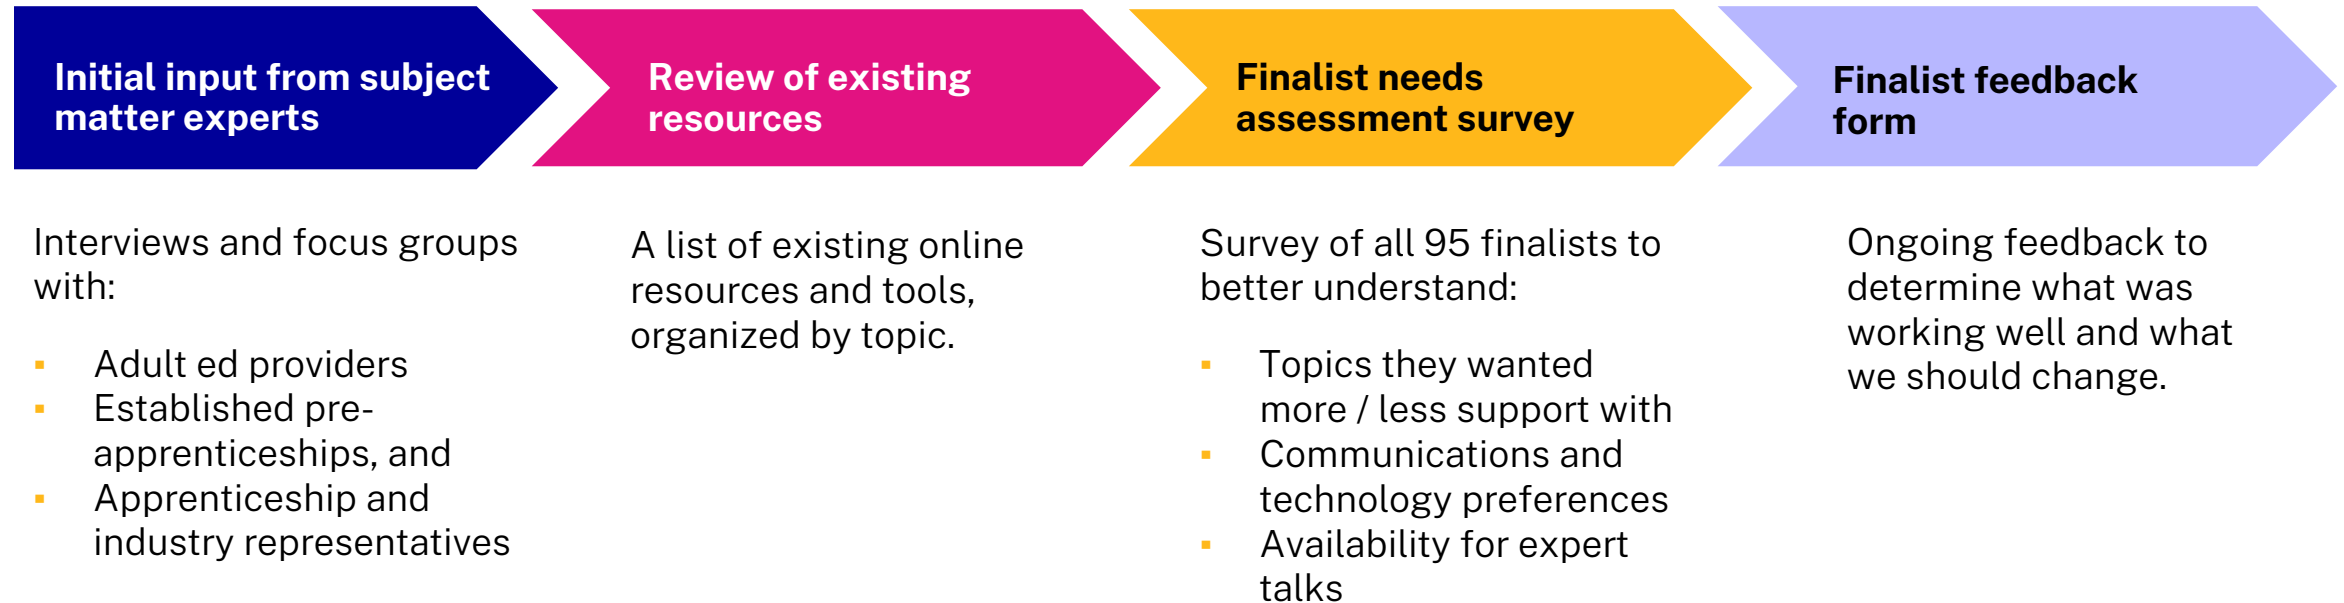 Initial input from subject
matter experts
Interviews and focus groups
with:
▪ Adult ed providers
▪ Established pre-
apprenticeships, and
▪ Apprenticeship and
industry representatives
Review of existing
resources
A list of existing online
resources and tools,
organized by topic.
Finalist needs
assessment survey
Survey of all 95 finalists to
better understand:
▪ Topics they wanted
more / less support with
▪ Communications and
technology preferences
▪ Availability for expert
talks
Finalist feedback
form
Ongoing feedback to
determine what was
working well and what
we should change.